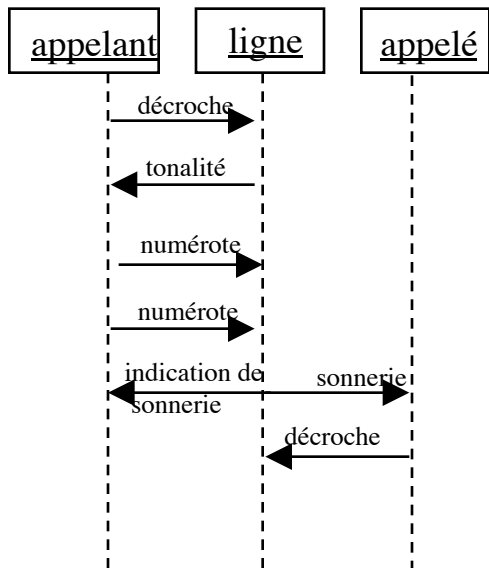 appelant ligne appelé
décroche
tonalité
numérote
numérote
indication de sonnerie
sonnerie
décroche